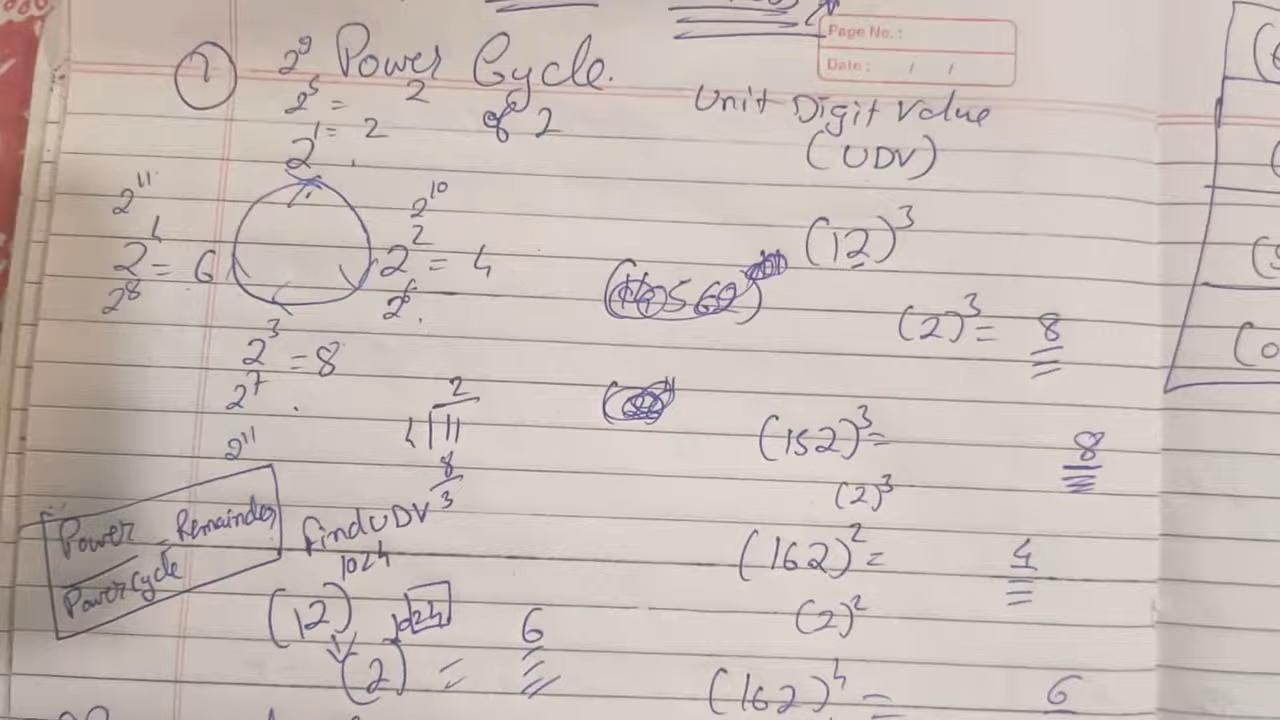 Page No.:
Date: / /
2⁹ Power Cycle.
of 2
2⁵ = 2
2¹ = 2
2¹¹
2⁴ = 6
2⁸
2¹⁰
2² = 4
2⁶.
2³ = 8
2⁷.
2¹¹
2
4 11
8
3
Power
Power Cycle
Remainder
find UDV
(12)¹⁰²⁴
(2)¹⁰²⁴ = 6
Unit Digit Value
(UDV)
(12)³
(2)³ = 8
(152)³ = 8
(2)³
(162)² = 4
(2)²
(162)⁴ = 6